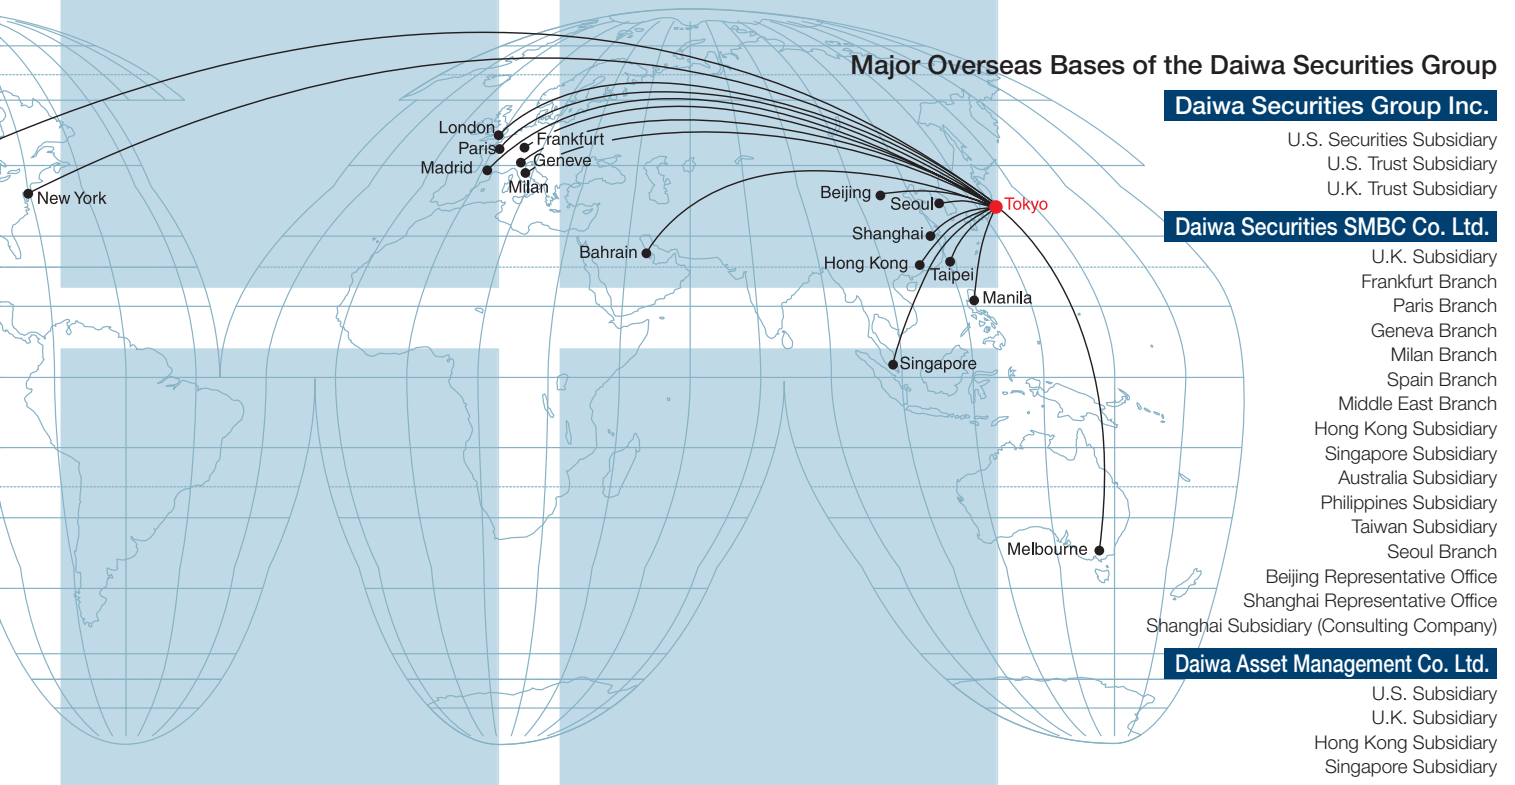 Major Overseas Bases of the Daiwa Securities Group
Daiwa Securities Group Inc.
U.S. Securities Subsidiary
U.S. Trust Subsidiary
U.K. Trust Subsidiary
Daiwa Securities SMBC Co. Ltd.
U.K. Subsidiary
Frankfurt Branch
Paris Branch
Geneva Branch
Milan Branch
Spain Branch
Middle East Branch
Hong Kong Subsidiary
Singapore Subsidiary
Australia Subsidiary
Philippines Subsidiary
Taiwan Subsidiary
Seoul Branch
Beijing Representative Office
Shanghai Representative Office
Shanghai Subsidiary (Consulting Company)
Daiwa Asset Management Co. Ltd.
U.S. Subsidiary
U.K. Subsidiary
Hong Kong Subsidiary
Singapore Subsidiary
London
Frankfurt
Paris
Geneve
Madrid
Milan
New York
Beijing
Seoul
Tokyo
Shanghai
Bahrain
Hong Kong
Taipei
Manila
Singapore
Melbourne